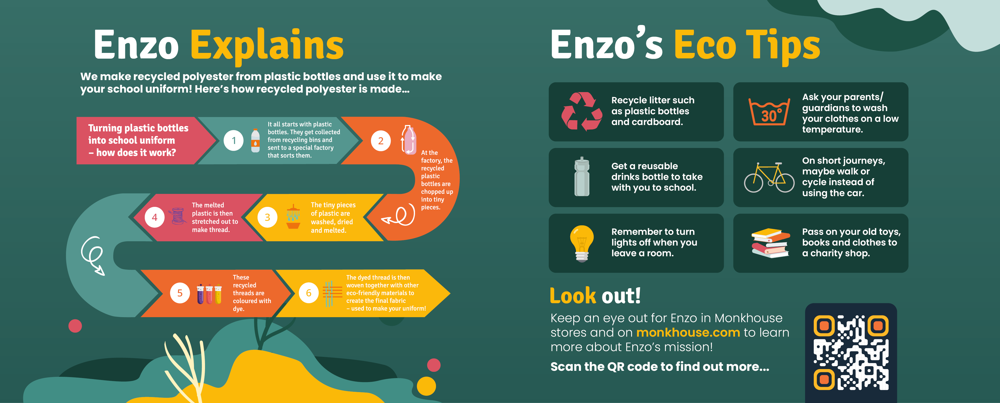 Enzo Explains
We make recycled polyester from plastic bottles and use it to make
your school uniform! Here's how recycled polyester is made...
Turning plastic bottles
into school uniform
– how does it work?
1
It all starts with plastic
bottles. They get collected
from recycling bins and
sent to a special factory
that sorts them.
2
At the
factory, the
recycled
plastic
bottles are
chopped up
into tiny
pieces.
3
The tiny pieces
of plastic are
washed, dried
and melted.
4
The melted
plastic is then
stretched out to
make thread.
5
These
recycled
threads are
coloured with
dye.
6
The dyed thread is then
woven together with other
eco-friendly materials to
create the final fabric
– used to make your uniform!
Enzo's Eco Tips
Recycle litter such
as plastic bottles
and cardboard.
30°
Ask your parents/
guardians to wash
your clothes on a low
temperature.
Get a reusable
drinks bottle to take
with you to school.
On short journeys,
maybe walk or
cycle instead of
using the car.
Remember to turn
lights off when you
leave a room.
Pass on your old toys,
books and clothes to
a charity shop.
Look out!
Keep an eye out for Enzo in Monkhouse
stores and on monkhouse.com to learn
more about Enzo's mission!
Scan the QR code to find out more...